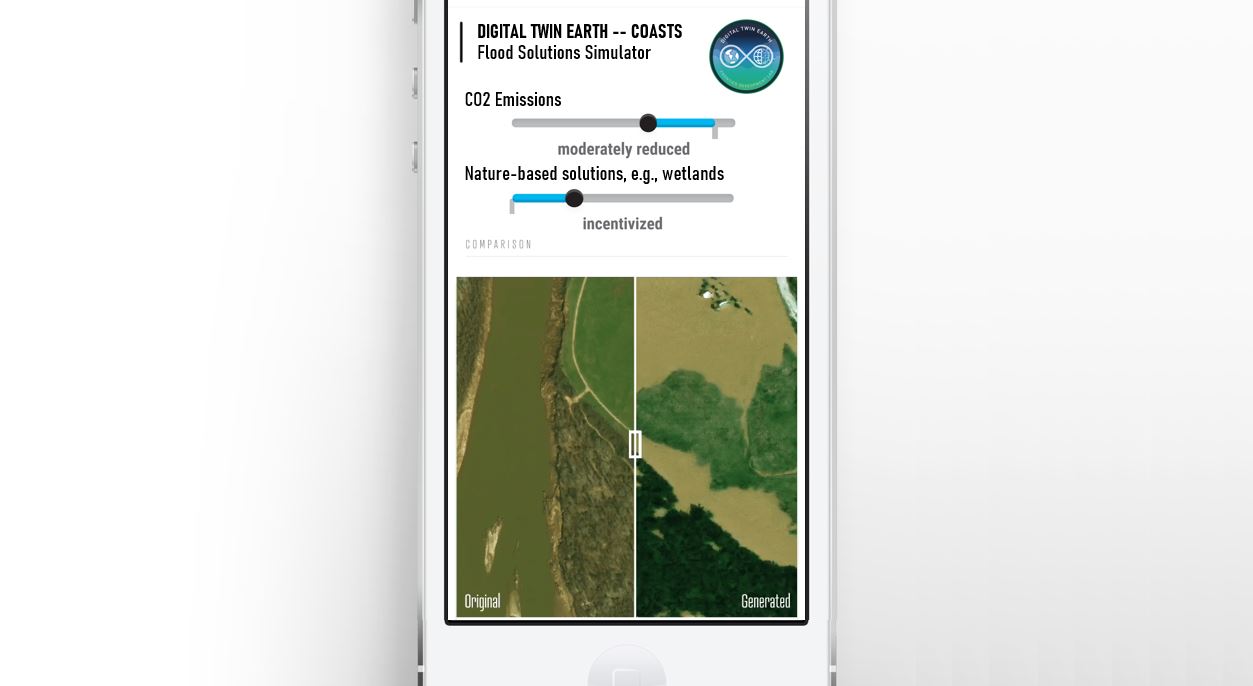 DIGITAL TWIN EARTH -- COASTS
Flood Solutions Simulator
DIGITAL TWIN EARTH
CO2 Emissions
moderately reduced
Nature-based solutions, e.g., wetlands
incentivized
COMPARISON
Original
Generated